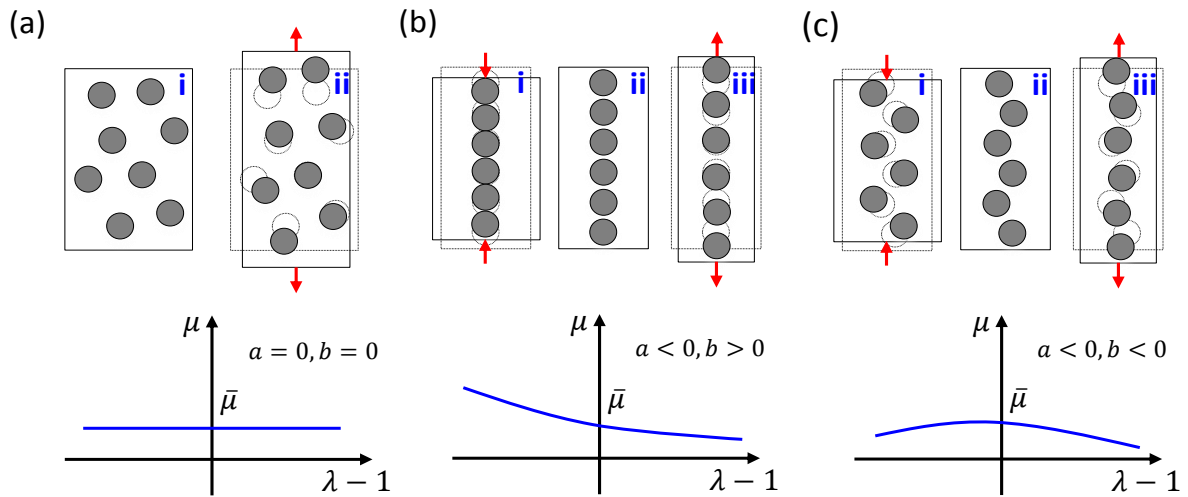 (a)
i
ii
(b)
i
ii
iii
(c)
i
ii
iii
μ
a = 0, b = 0
μ̄
λ − 1
μ
a < 0, b > 0
μ̄
λ − 1
μ
a < 0, b < 0
μ̄
λ − 1